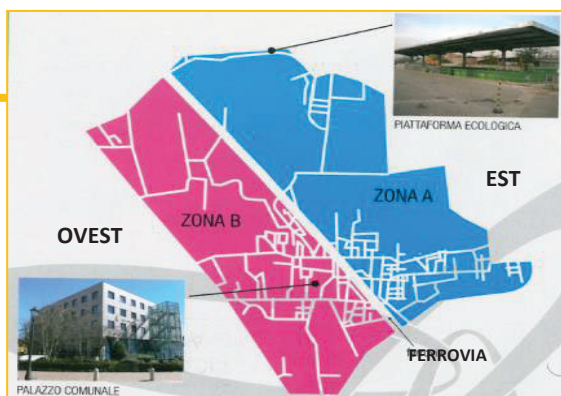 PIATTAFORMA ECOLOGICA
EST
ZONA A
ZONA B
OVEST
FERROVIA
PALAZZO COMUNALE